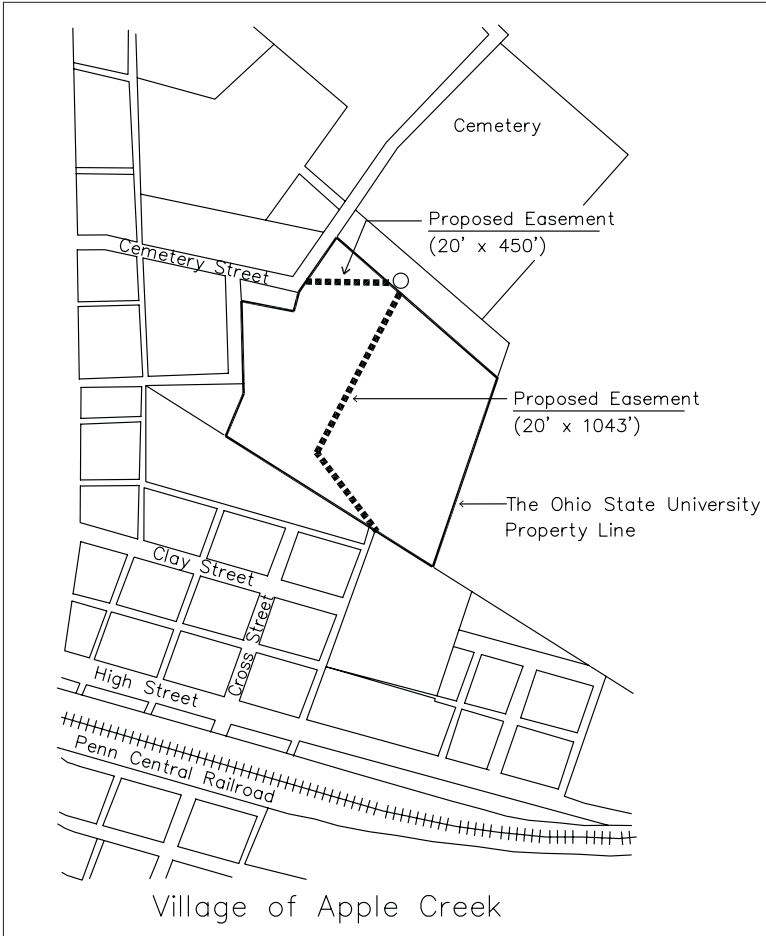 Cemetery
Proposed Easement
(20' x 450')
Cemetery Street
Proposed Easement
(20' x 1043')
The Ohio State University
Property Line
Clay Street
Cross Street
High Street
Penn Central Railroad
Village of Apple Creek